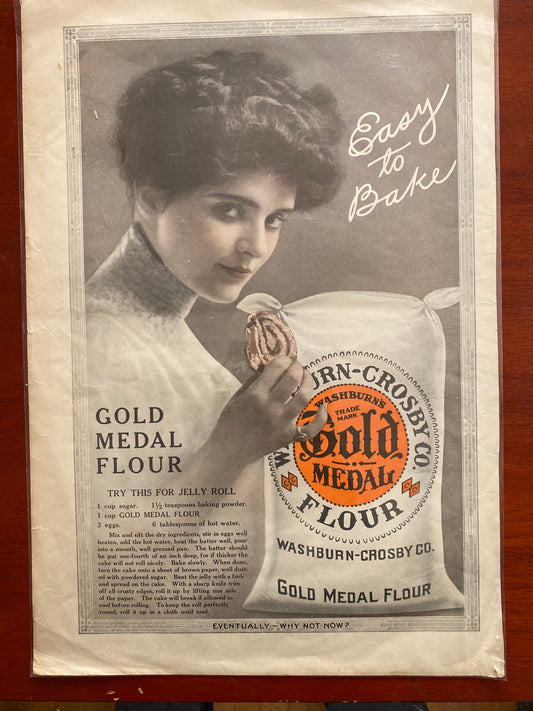 Easy
to
Bake
GOLD
MEDAL
FLOUR
TRY THIS FOR JELLY ROLL
1 cup sugar. 1½ teaspoons baking powder.
1 cup GOLD MEDAL FLOUR
3 eggs. 6 tablespoons of hot water.
Mix and sift the dry ingredients, stir in eggs well
beaten, add the hot water, beat the batter well, pour
into a smooth, well greased pan. The batter should
be put one-fourth of an inch deep, for if thicker the
cake will not roll nicely. Bake slowly. When done,
turn the cake onto a sheet of brown paper, well dust-
ed with powdered sugar. Beat the jelly with a fork
and spread on the cake. With a sharp knife trim
off all crusty edges, roll it up by lifting one side
of the paper. The cake will break if allowed to
cool before rolling. To keep the roll perfectly
round, roll it up in a cloth until cool.
W URN-CROSBY CO.
WASHBURN'S
TRADE
MARK
Gold
MEDAL
FLOUR
WASHBURN-CROSBY CO.
GOLD MEDAL FLOUR
EVENTUALLY—WHY NOT NOW?